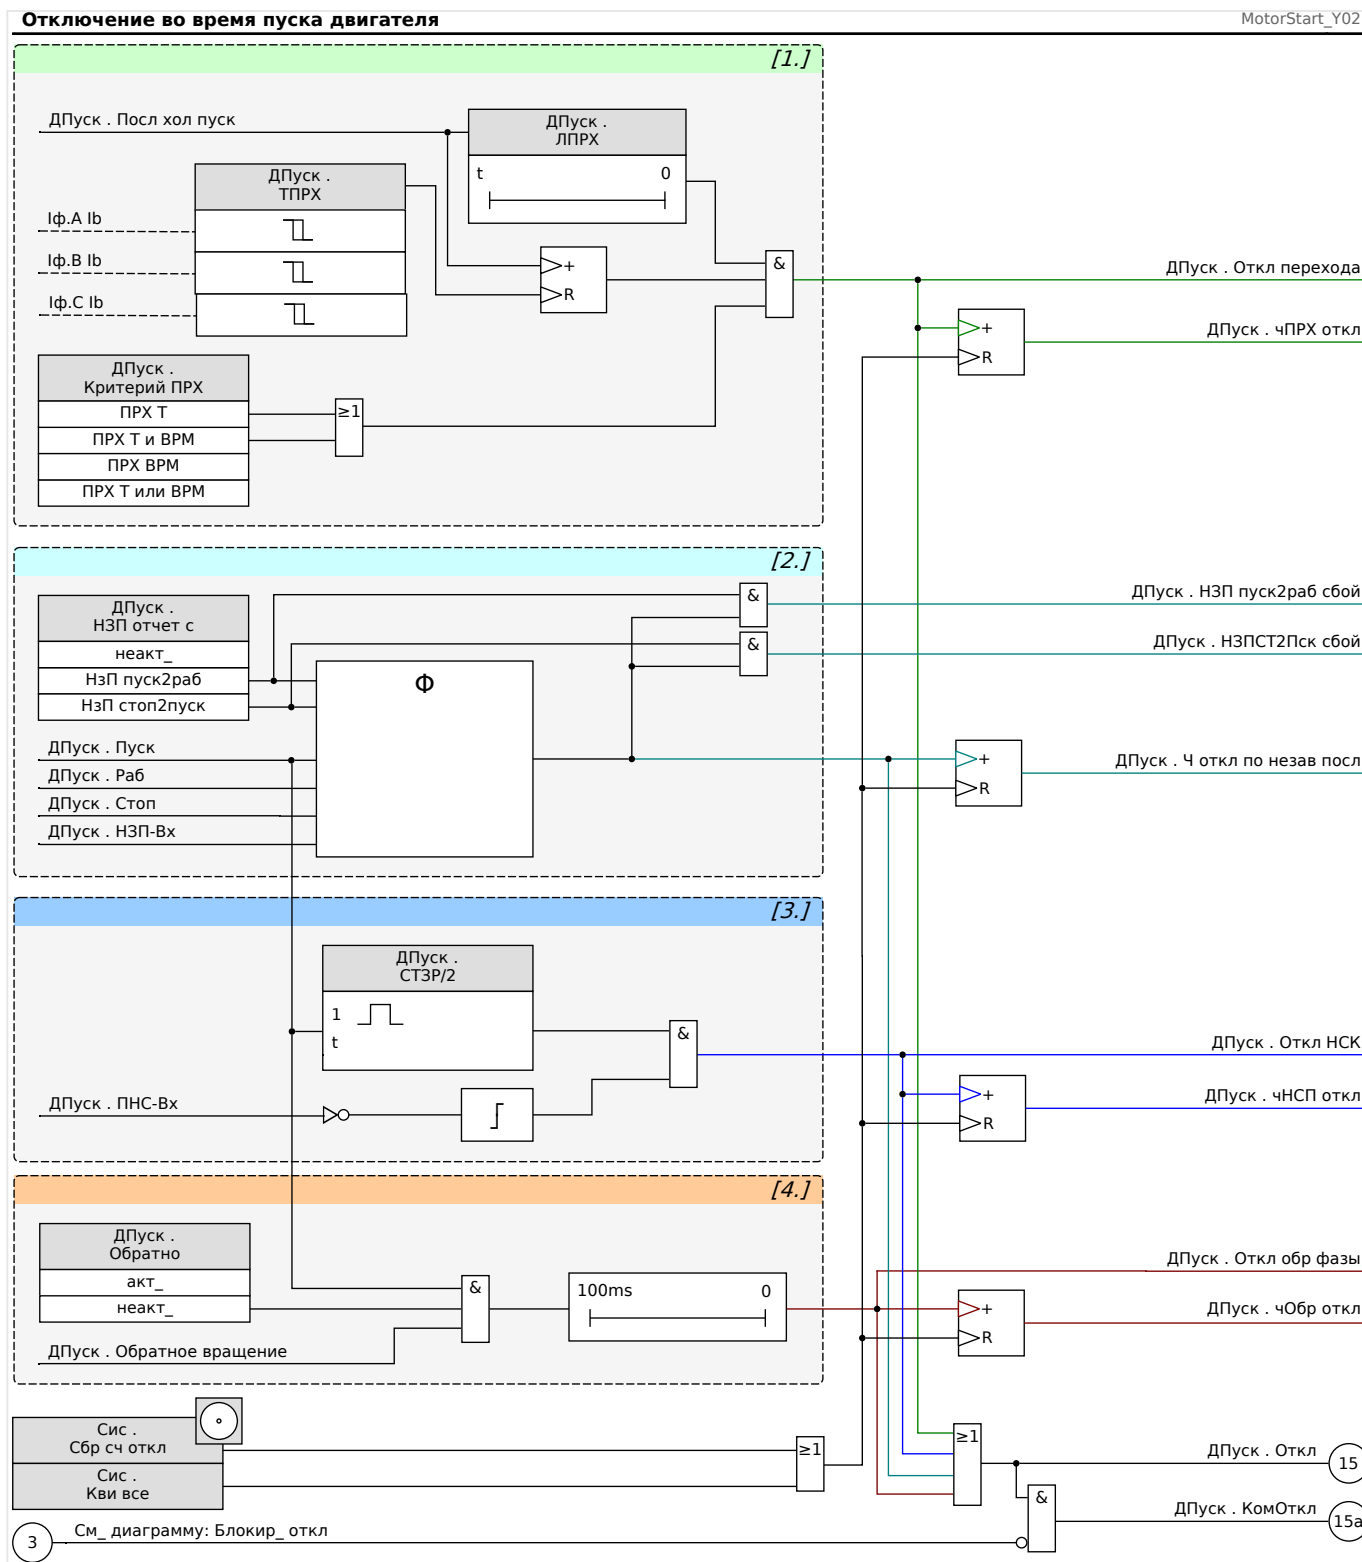 Отключение во время пуска двигателя
MotorStart_Y02
[1.]
ДПуск . Посл хол пуск
ДПуск .
ЛПРХ
t 0
ДПуск .
ТПРХ
Iф.A Ib
Iф.B Ib
Iф.C Ib
+
R
&
ДПуск . Откл перехода
+
R
ДПуск . чПРХ откл
ДПуск .
Критерий ПРХ
ПРХ Т
ПРХ Т и ВРМ
ПРХ ВРМ
ПРХ Т или ВРМ
≥1
[2.]
ДПуск .
НЗП отчет с
неакт_
НзП пуск2раб
НзП стоп2пуск
Ф
&
&
ДПуск . НЗП пуск2раб сбой
ДПуск . НЗПСТ2Пск сбой
ДПуск . Пуск
ДПуск . Раб
ДПуск . Стоп
ДПуск . НЗП-Вх
+
R
ДПуск . Ч откл по незав посл
[3.]
ДПуск .
СТЗР/2
1
t
&
ДПуск . ПНС-Вх
ДПуск . Откл НСК
+
R
ДПуск . чНСП откл
[4.]
ДПуск .
Обратно
акт_
неакт_
ДПуск . Обратное вращение
&
100ms 0
ДПуск . Откл обр фазы
+
R
ДПуск . чОбр откл
Сис .
Сбр сч откл
Сис .
Кви все
≥1
≥1
ДПуск . Откл
15
&
ДПуск . КомОткл
15a
3
См_ диаграмму: Блокир_ откл